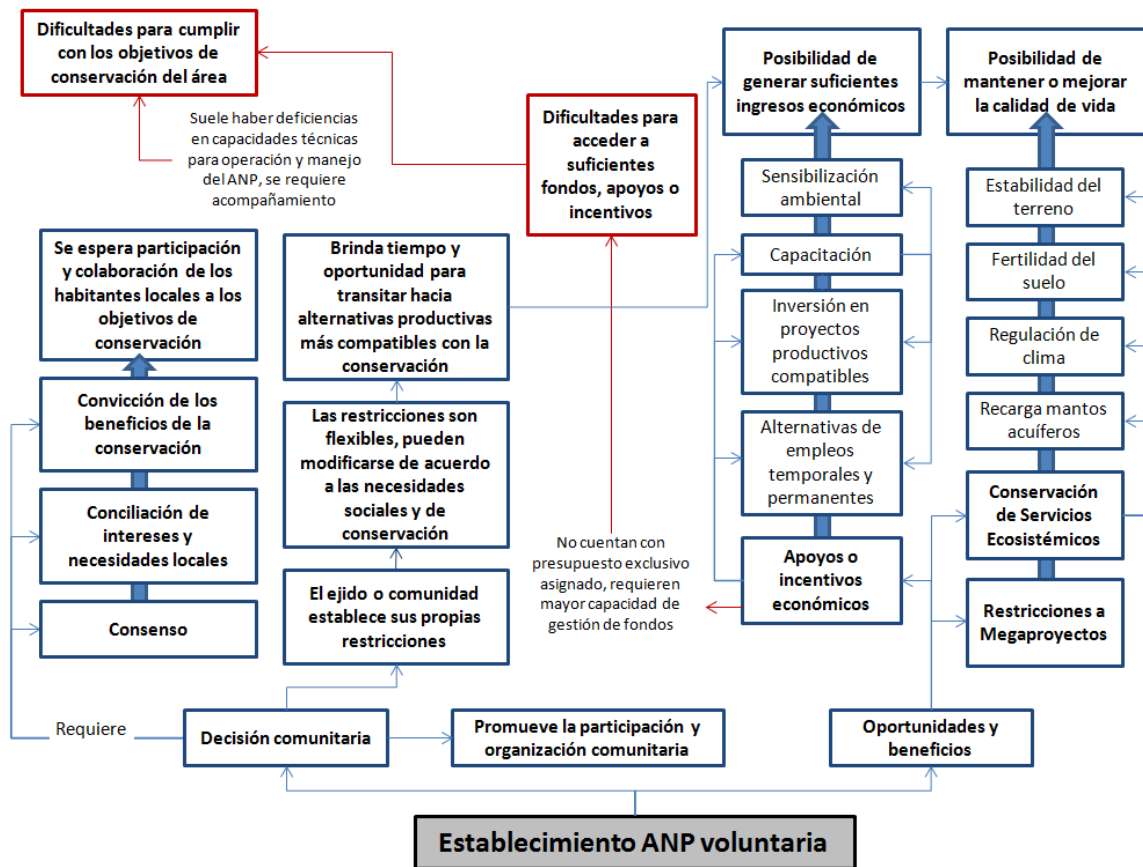 Dificultades para cumplir
con los objetivos de
conservación del área
Suele haber deficiencias
en capacidades técnicas
para operación y manejo
del ANP, se requiere
acompañamiento
Dificultades para
acceder a
suficientes
fondos, apoyos o
incentivos
Posibilidad de
generar suficientes
ingresos económicos
Posibilidad de
mantener o mejorar
la calidad de vida
Se espera participación
y colaboración de los
habitantes locales a los
objetivos de
conservación
Convicción de los
beneficios de la
conservación
Conciliación de
intereses y
necesidades locales
Consenso
Brinda tiempo y
oportunidad para
transitar hacia
alternativas productivas
más compatibles con la
conservación
Las restricciones son
flexibles, pueden
modificarse de acuerdo
a las necesidades
sociales y de
conservación
El ejido o comunidad
establece sus propias
restricciones
No cuentan con
presupuesto exclusivo
asignado, requieren
mayor capacidad de
gestión de fondos
Sensibilización
ambiental
Capacitación
Inversión en
proyectos
productivos
compatibles
Alternativas de
empleos
temporales y
permanentes
Apoyos o
incentivos
económicos
Estabilidad del
terreno
Fertilidad del
suelo
Regulación de
clima
Recarga mantos
acuíferos
Conservación
de Servicios
Ecosistémicos
Restricciones a
Megaproyectos
Requiere
Decisión comunitaria
Promueve la participación y
organización comunitaria
Oportunidades y
beneficios
Establecimiento ANP voluntaria